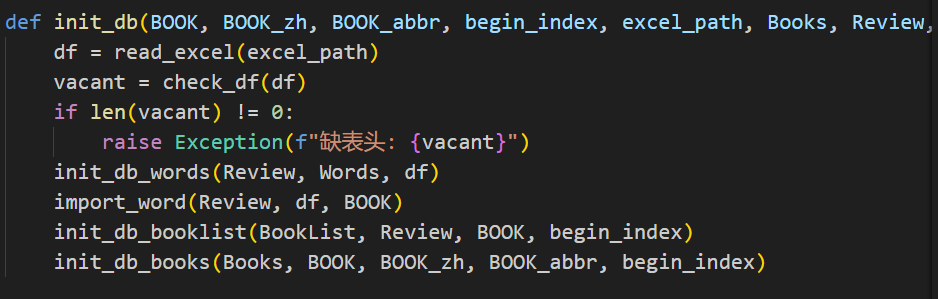 def init_db(BOOK, BOOK_zh, BOOK_abbr, begin_index, excel_path, Books, Review,
    df = read_excel(excel_path)
    vacant = check_df(df)
    if len(vacant) != 0:
        raise Exception(f"缺表头: {vacant}")
    init_db_words(Review, Words, df)
    import_word(Review, df, BOOK)
    init_db_booklist(BookList, Review, BOOK, begin_index)
    init_db_books(Books, BOOK, BOOK_zh, BOOK_abbr, begin_index)